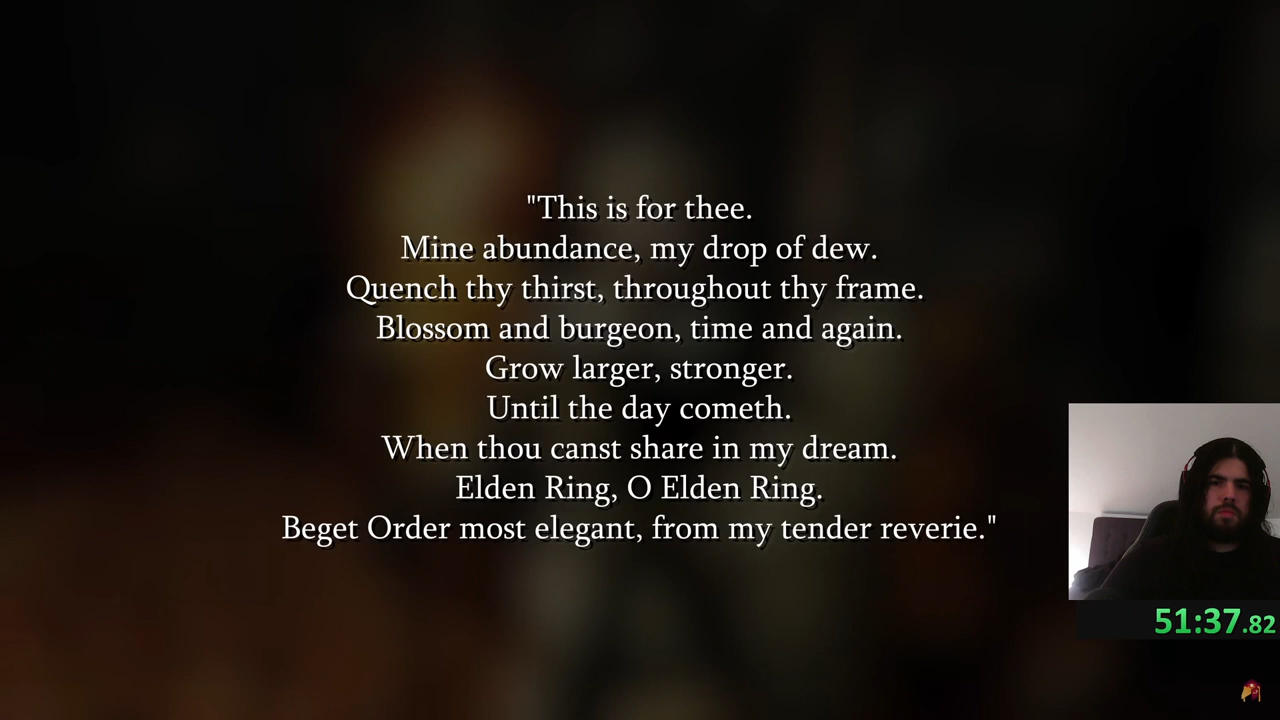 "This is for thee.
Mine abundance, my drop of dew.
Quench thy thirst, throughout thy frame.
Blossom and burgeon, time and again.
Grow larger, stronger.
Until the day cometh.
When thou canst share in my dream.
Elden Ring, O Elden Ring.
Beget Order most elegant, from my tender reverie."
51:37.82